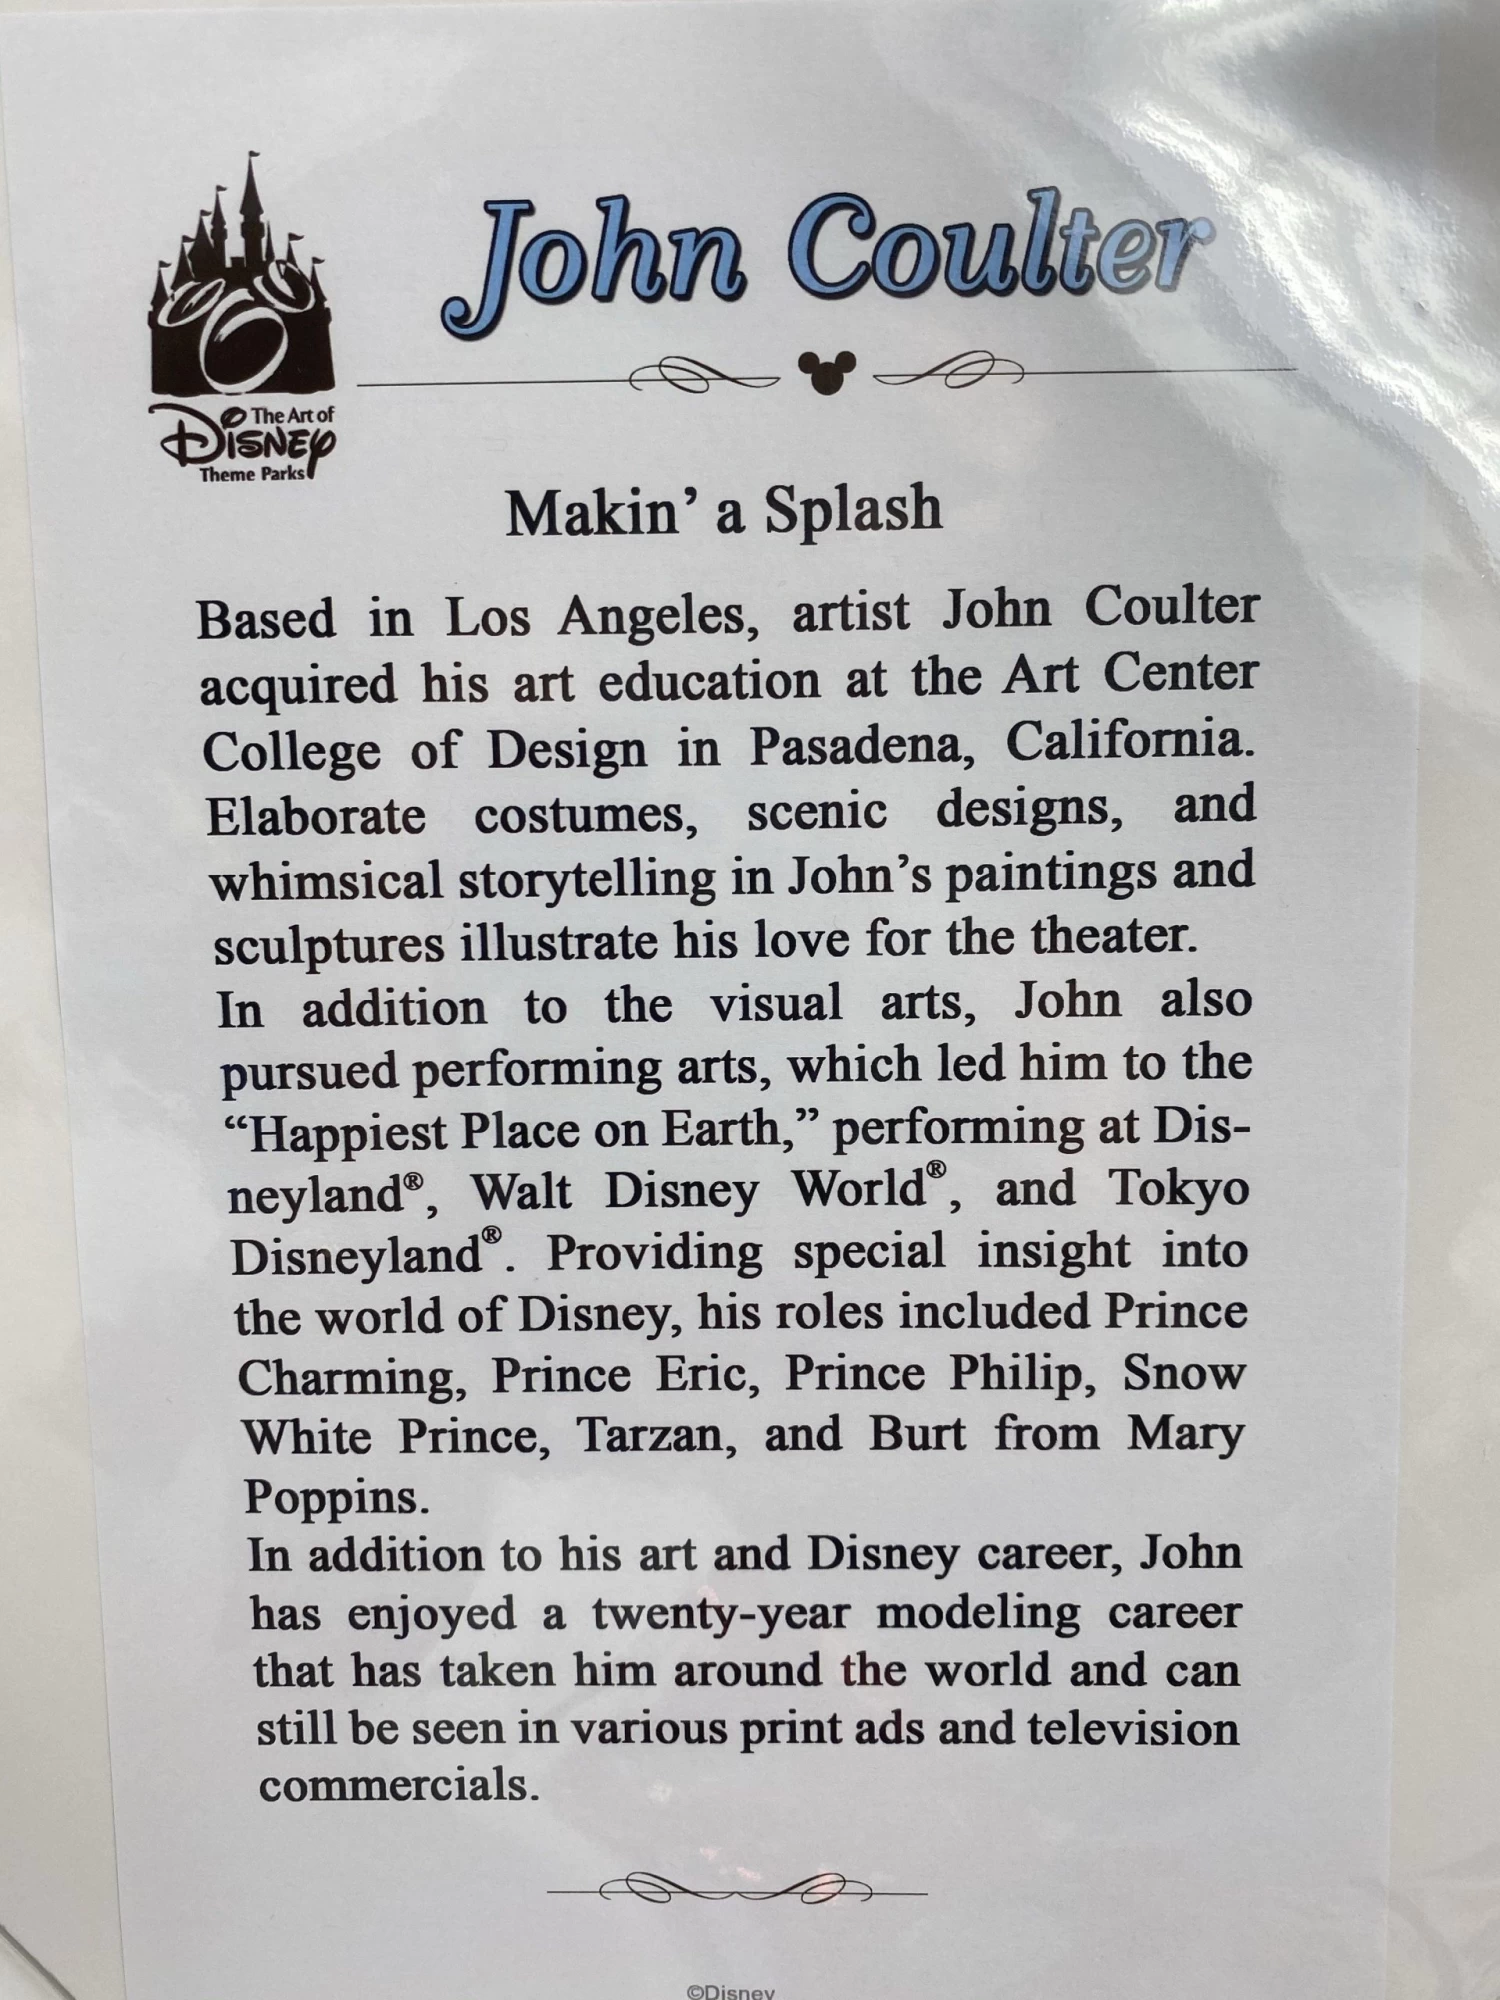 John Coulter
The Art of
Disney
Theme Parks
Makin’ a Splash
Based in Los Angeles, artist John Coulter
acquired his art education at the Art Center
College of Design in Pasadena, California.
Elaborate costumes, scenic designs, and
whimsical storytelling in John’s paintings and
sculptures illustrate his love for the theater.
In addition to the visual arts, John also
pursued performing arts, which led him to the
“Happiest Place on Earth,” performing at Dis-
neyland®, Walt Disney World®, and Tokyo
Disneyland®. Providing special insight into
the world of Disney, his roles included Prince
Charming, Prince Eric, Prince Philip, Snow
White Prince, Tarzan, and Burt from Mary
Poppins.
In addition to his art and Disney career, John
has enjoyed a twenty-year modeling career
that has taken him around the world and can
still be seen in various print ads and television
commercials.
©Disney